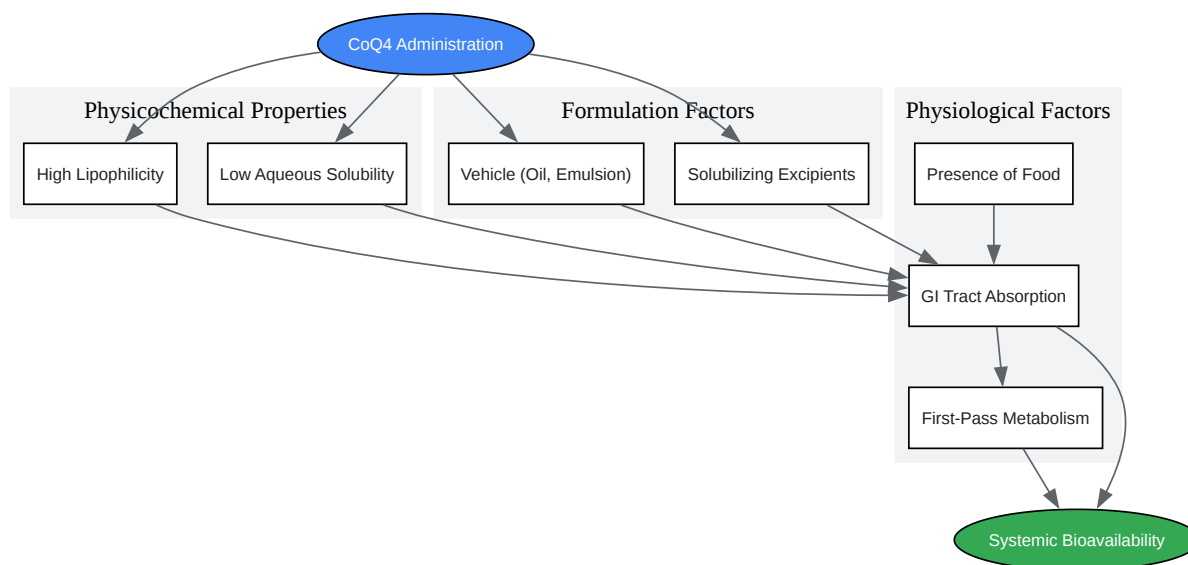 CoQ4 Administration
Physicochemical Properties
Formulation Factors
Physiological Factors
High Lipophilicity
Low Aqueous Solubility
Vehicle (Oil, Emulsion)
Solubilizing Excipients
Presence of Food
GI Tract Absorption
First-Pass Metabolism
Systemic Bioavailability